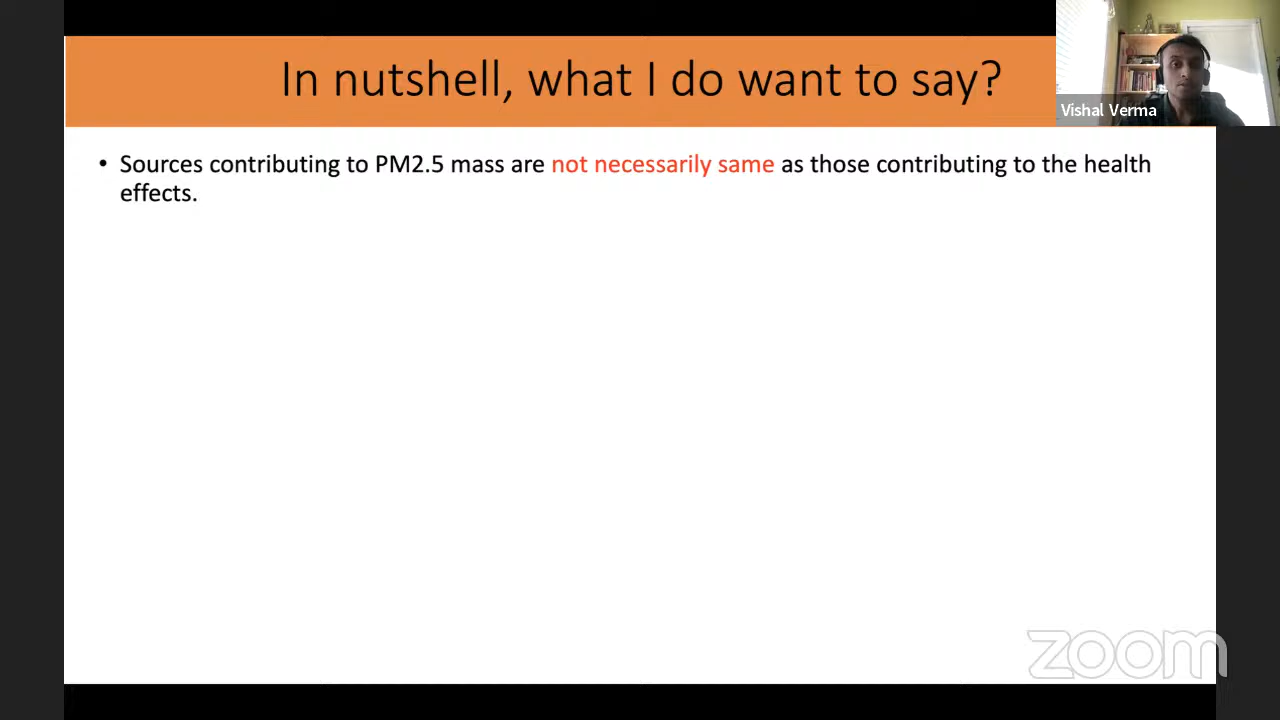 In nutshell, what I do want to say?
Vishal Verma
• Sources contributing to PM2.5 mass are not necessarily same as those contributing to the health
effects.
zoom